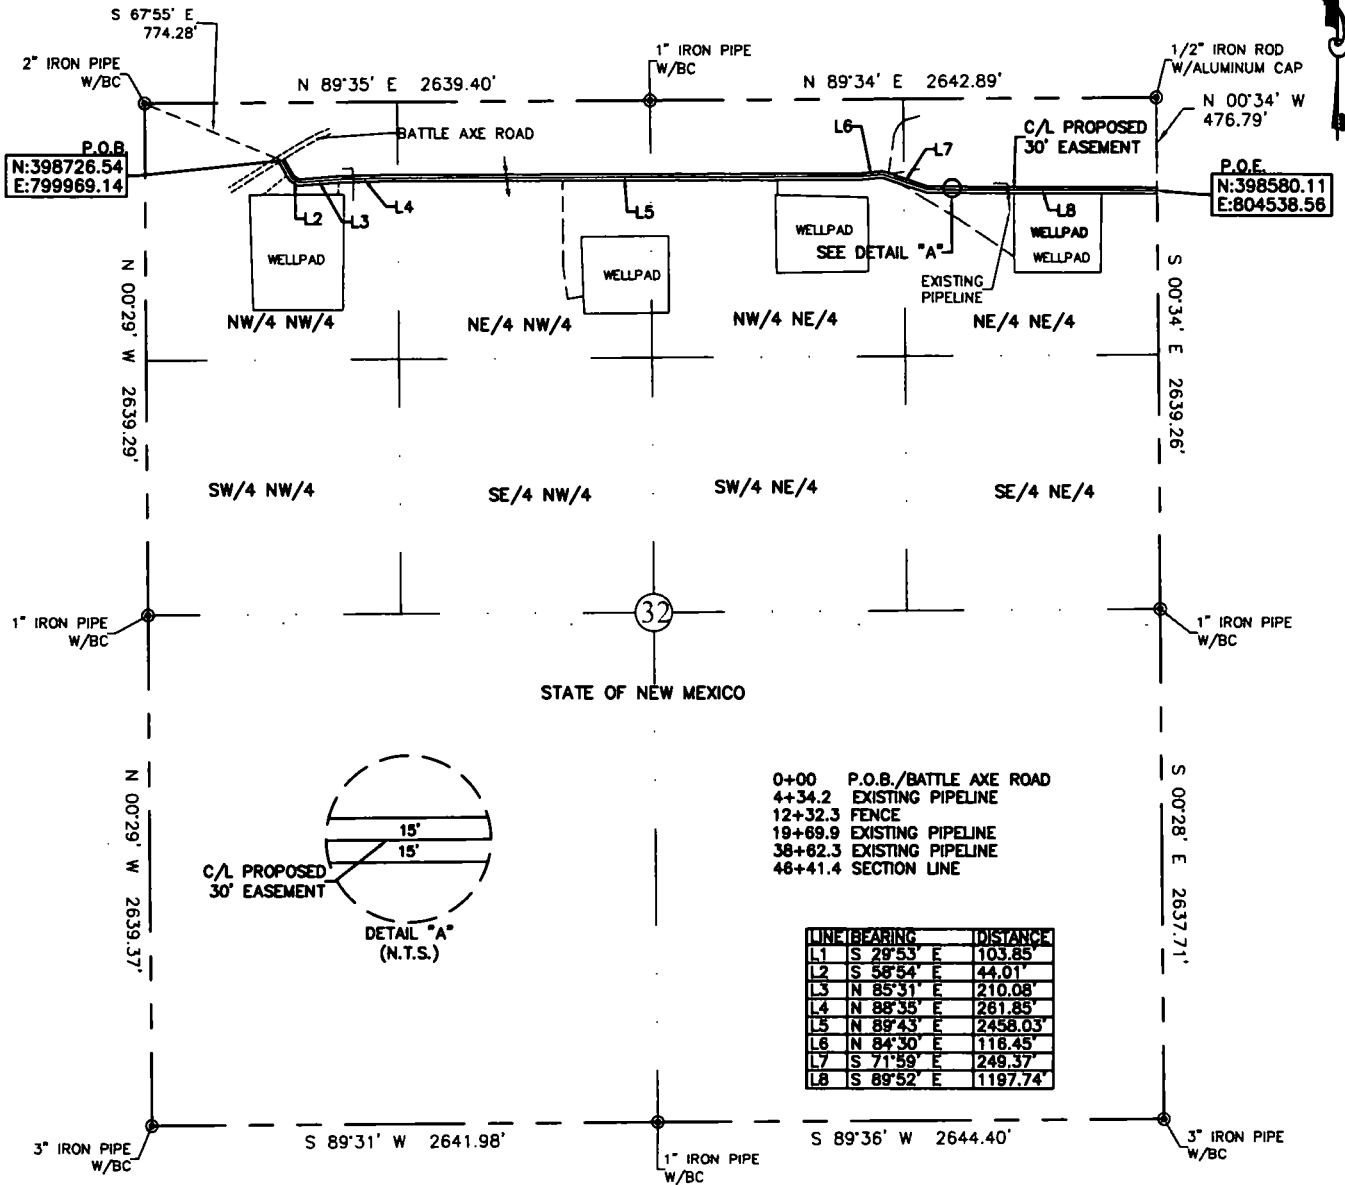 S 67°55' E
774.28'
2" IRON PIPE
W/BC
N 89°35' E 2639.40'
1" IRON PIPE
W/BC
N 89°34' E 2642.89'
1/2" IRON ROD
W/ALUMINUM CAP
N 00°34' W
476.79'
BATTLE AXE ROAD
L6
L7
C/L PROPOSED
30' EASEMENT
P.O.B.
N:398726.54
E:799969.14
P.O.E.
N:398580.11
E:804538.56
L2
L3
L4
L5
L8
WELLPAD
WELLPAD
WELLPAD
WELLPAD
WELLPAD
SEE DETAIL "A"
EXISTING
PIPELINE
NW/4 NW/4
NE/4 NW/4
NW/4 NE/4
NE/4 NE/4
N 00°29' W 2639.29'
S 00°34' E 2639.26'
SW/4 NW/4
SE/4 NW/4
SW/4 NE/4
SE/4 NE/4
1" IRON PIPE
W/BC
32
1" IRON PIPE
W/BC
STATE OF NEW MEXICO
N 00°29' W 2639.37'
S 00°28' E 2637.71'
15'
15'
C/L PROPOSED
30' EASEMENT
DETAIL "A"
(N.T.S.)
0+00 P.O.B./BATTLE AXE ROAD
4+34.2 EXISTING PIPELINE
12+32.3 FENCE
19+69.9 EXISTING PIPELINE
38+62.3 EXISTING PIPELINE
46+41.4 SECTION LINE
LINE BEARING DISTANCE
L1 S 29°53' E 103.85'
L2 S 58°54' E 44.01'
L3 N 85°31' E 210.08'
L4 N 88°35' E 261.85'
L5 N 89°43' E 2458.03'
L6 N 84°30' E 116.45'
L7 S 71°59' E 249.37'
L8 S 89°52' E 1197.74'
3" IRON PIPE
W/BC
S 89°31' W 2641.98'
1" IRON PIPE
W/BC
S 89°36' W 2644.40'
3" IRON PIPE
W/BC